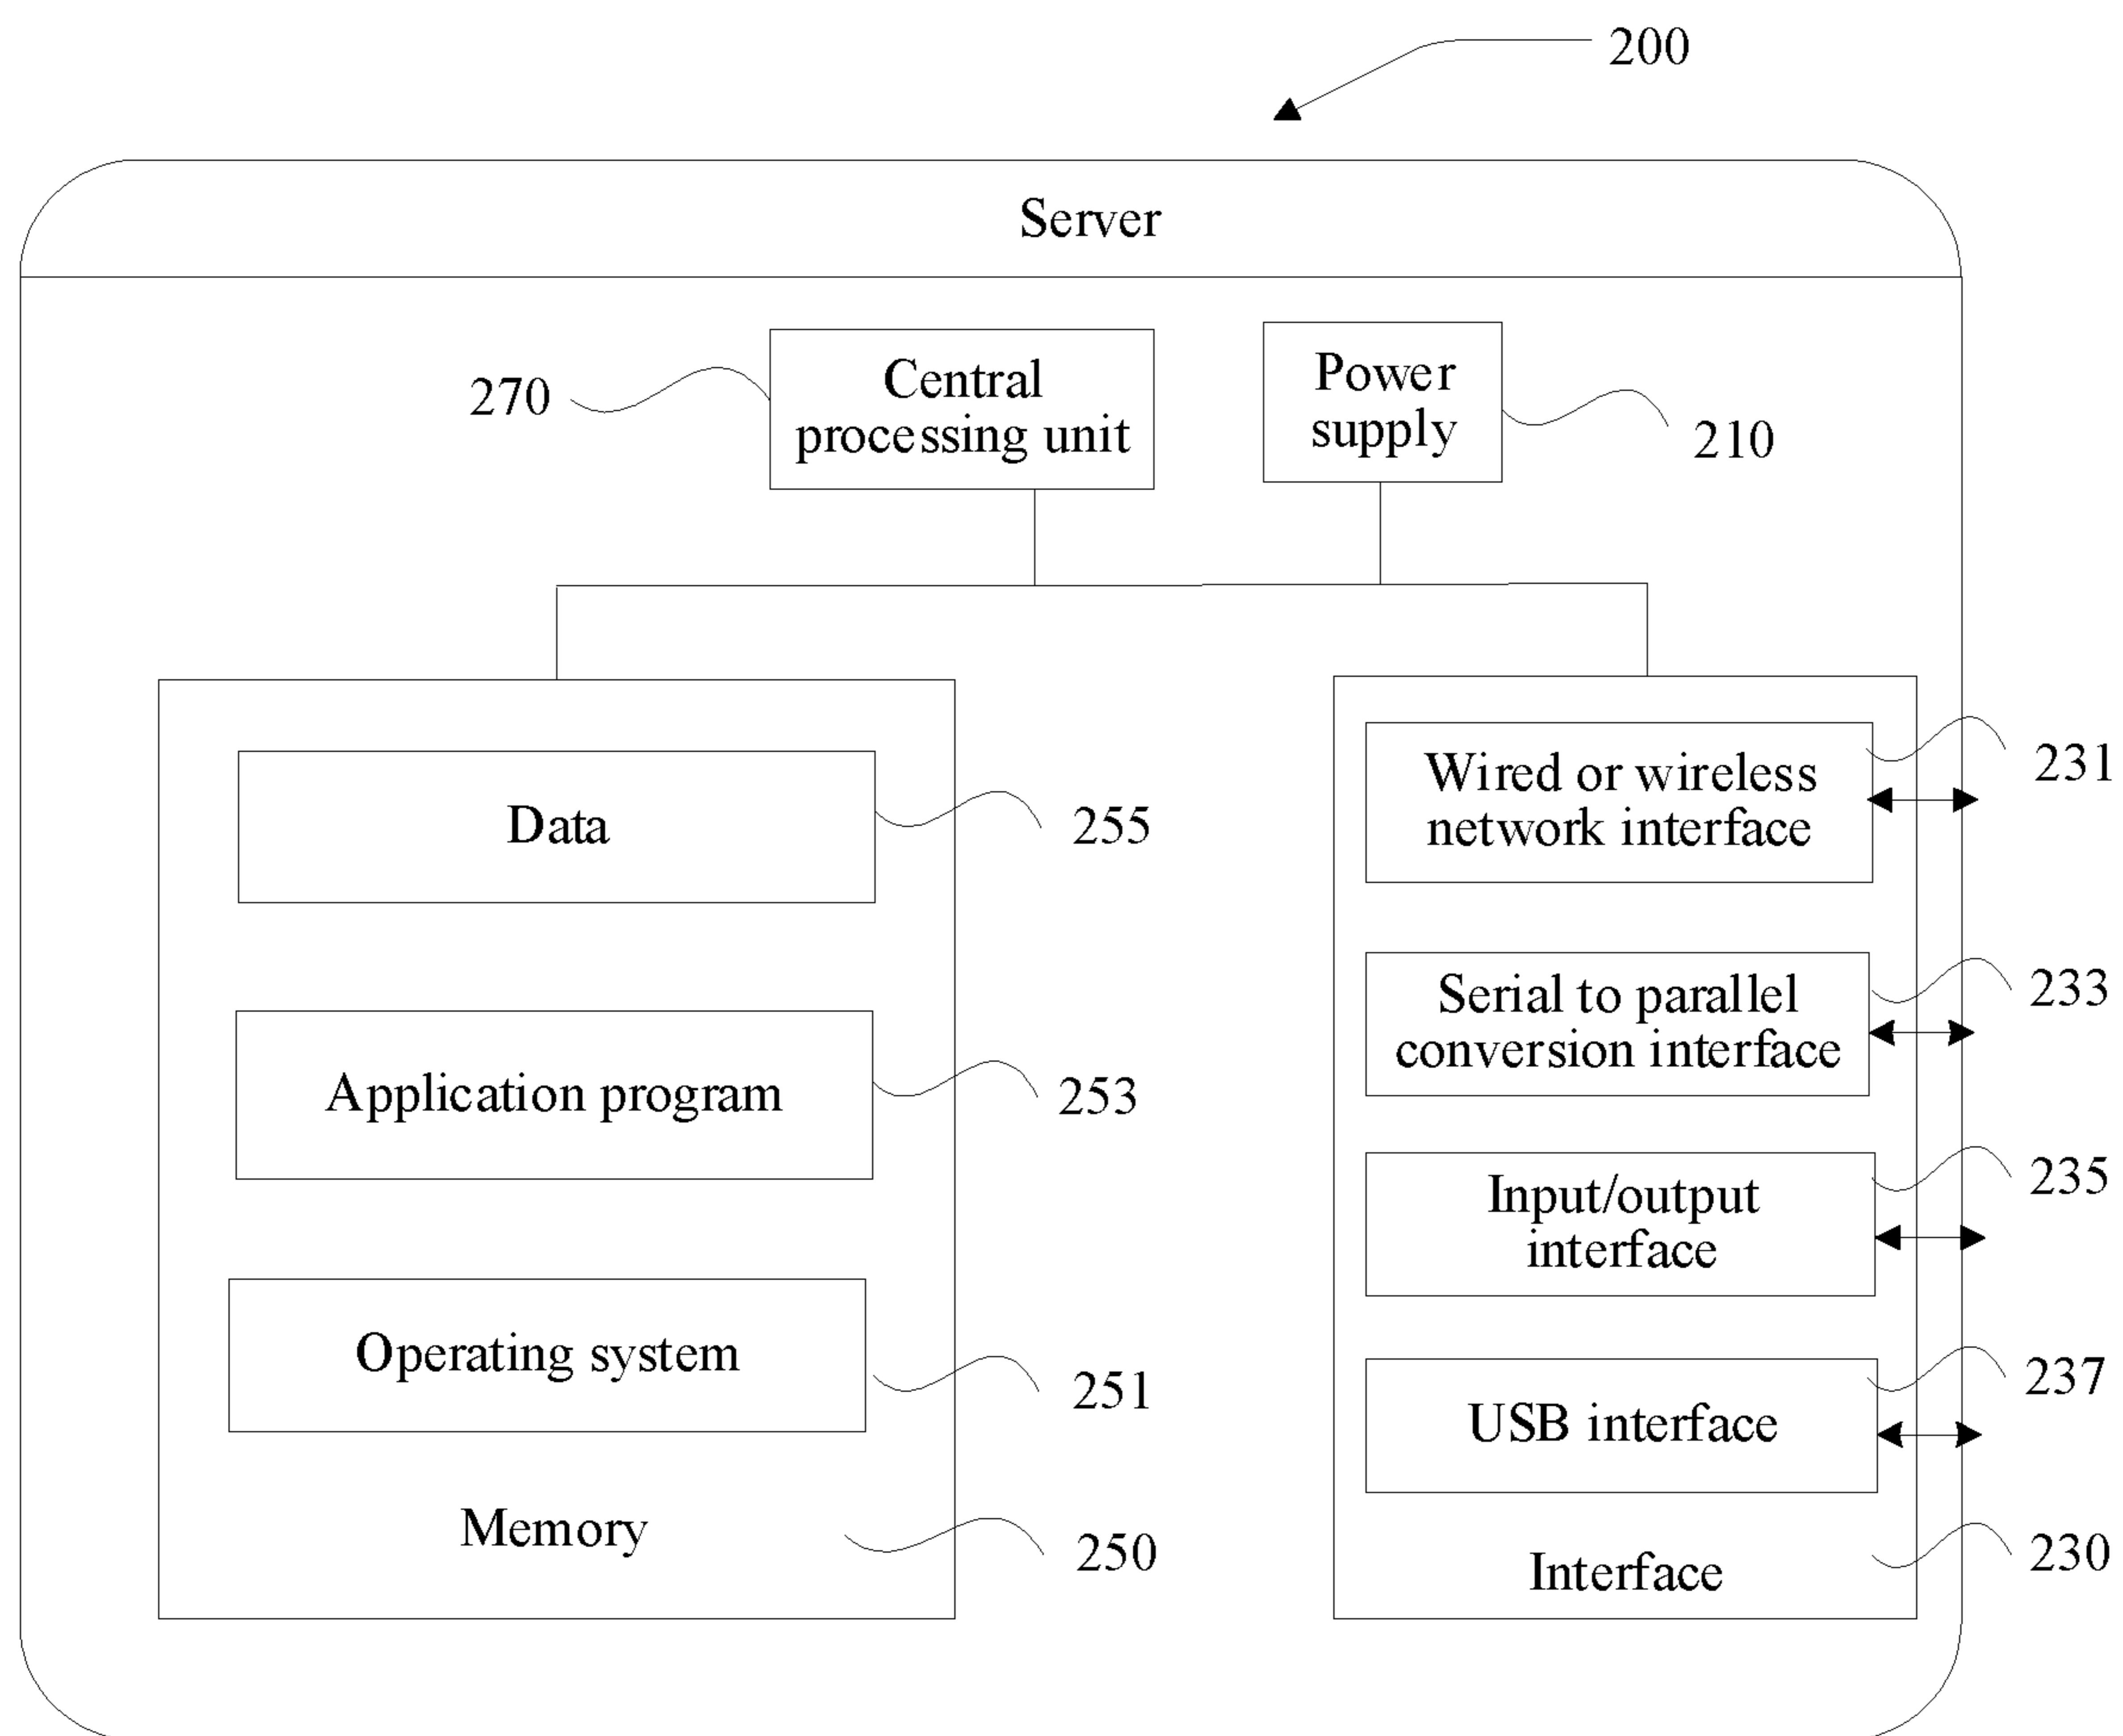 200
Server
270
Central
processing unit
Power
supply
210
Data
255
Application program
253
Operating system
251
Memory
250
Wired or wireless
network interface
231
Serial to parallel
conversion interface
233
Input/output
interface
235
USB interface
237
Interface
230